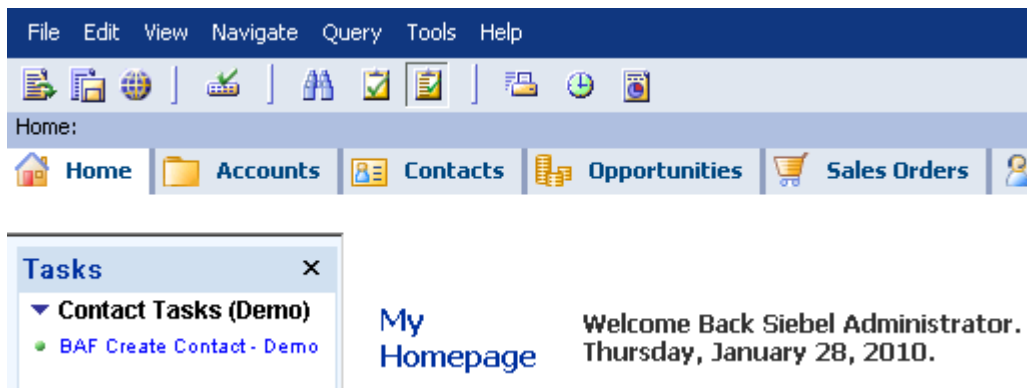 File Edit View Navigate Query Tools Help
Home:
Home Accounts Contacts Opportunities Sales Orders
Tasks
Contact Tasks (Demo)
BAF Create Contact - Demo
My
Homepage
Welcome Back Siebel Administrator.
Thursday, January 28, 2010.